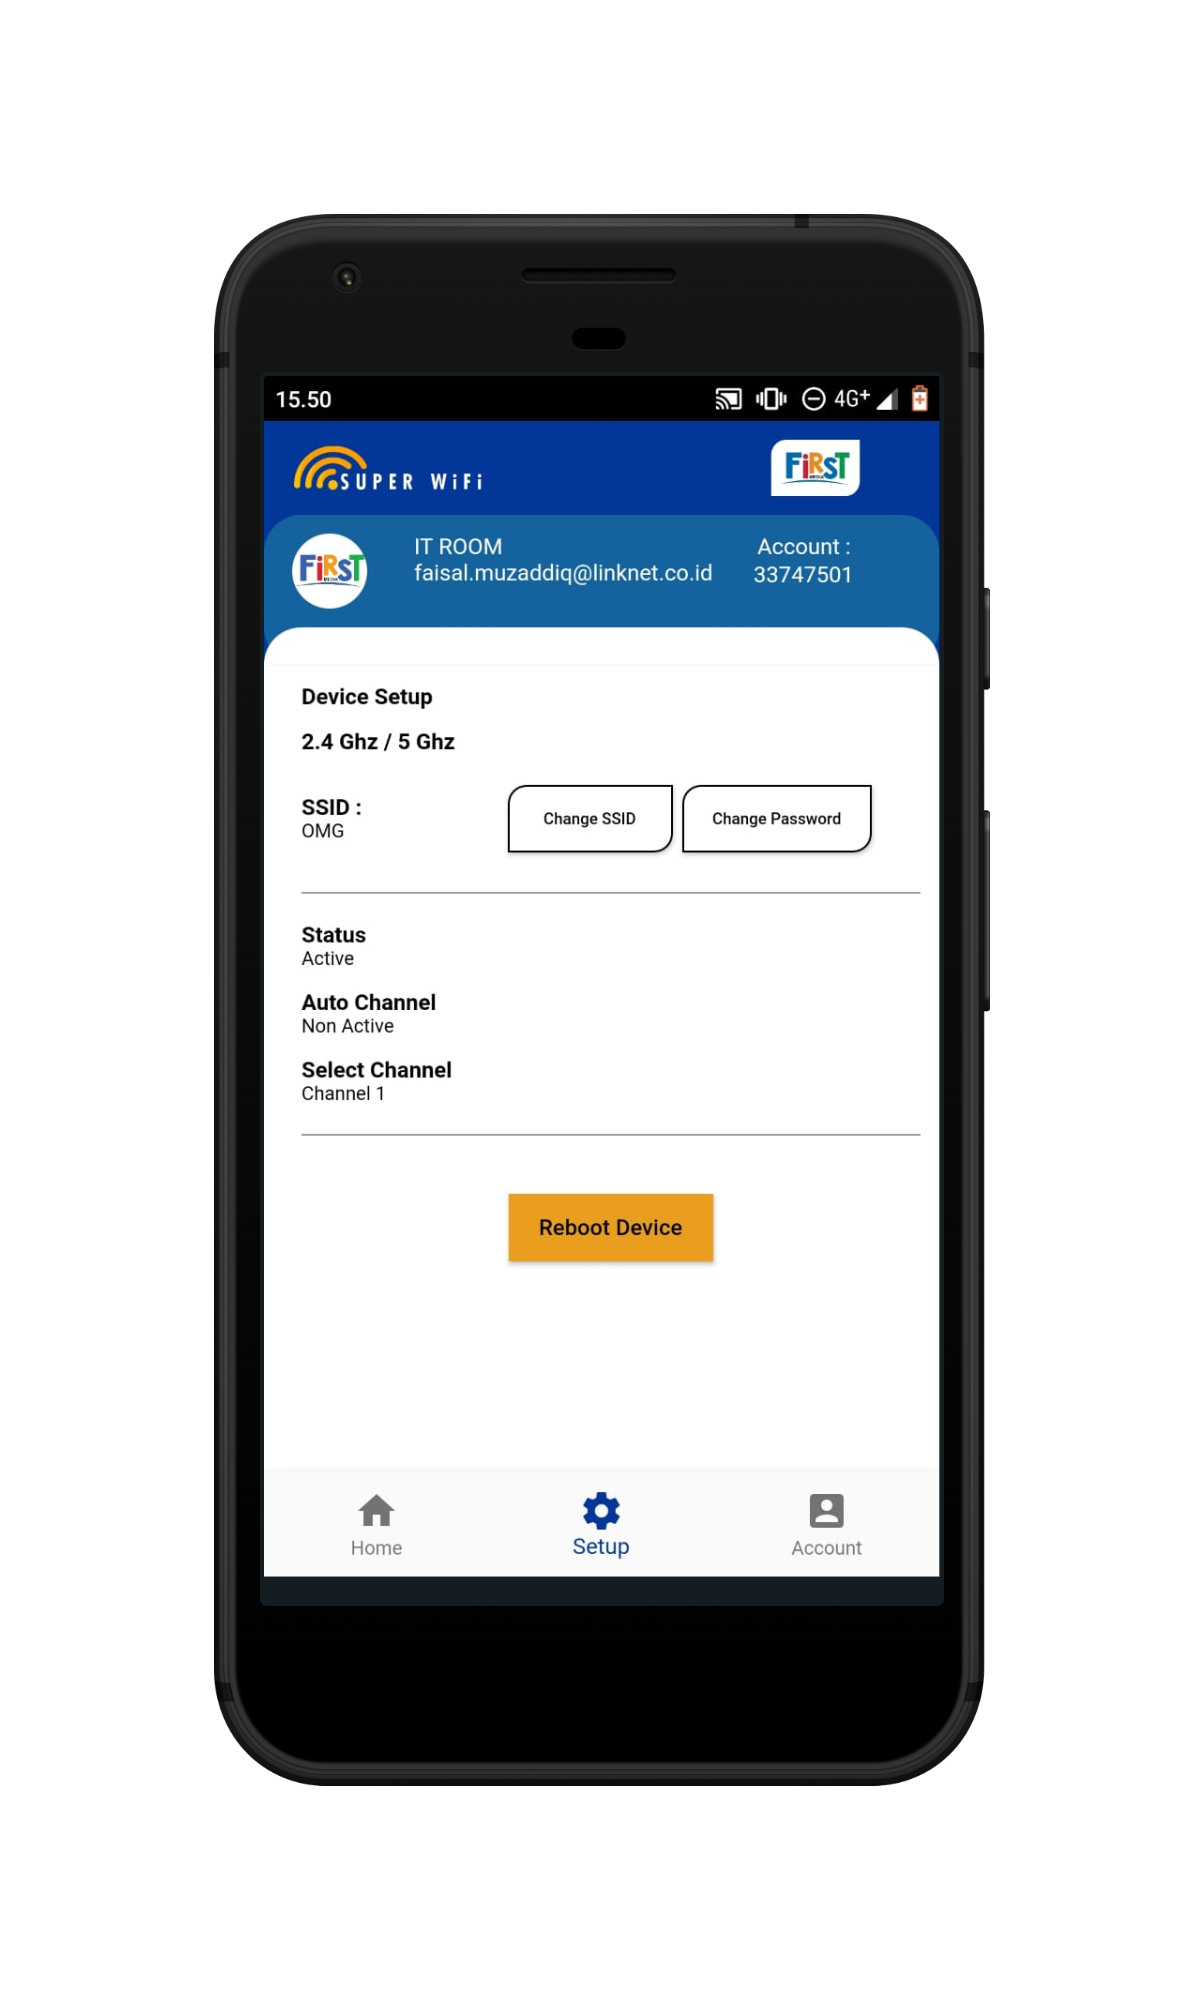 15.50
4G+
SUPER WiFi
FiRST
MEDIA
FiRST
MEDIA
IT ROOM
faisal.muzaddiq@linknet.co.id
Account :
33747501
Device Setup
2.4 Ghz / 5 Ghz
SSID :
OMG
Change SSID
Change Password
Status
Active
Auto Channel
Non Active
Select Channel
Channel 1
Reboot Device
Home
Setup
Account